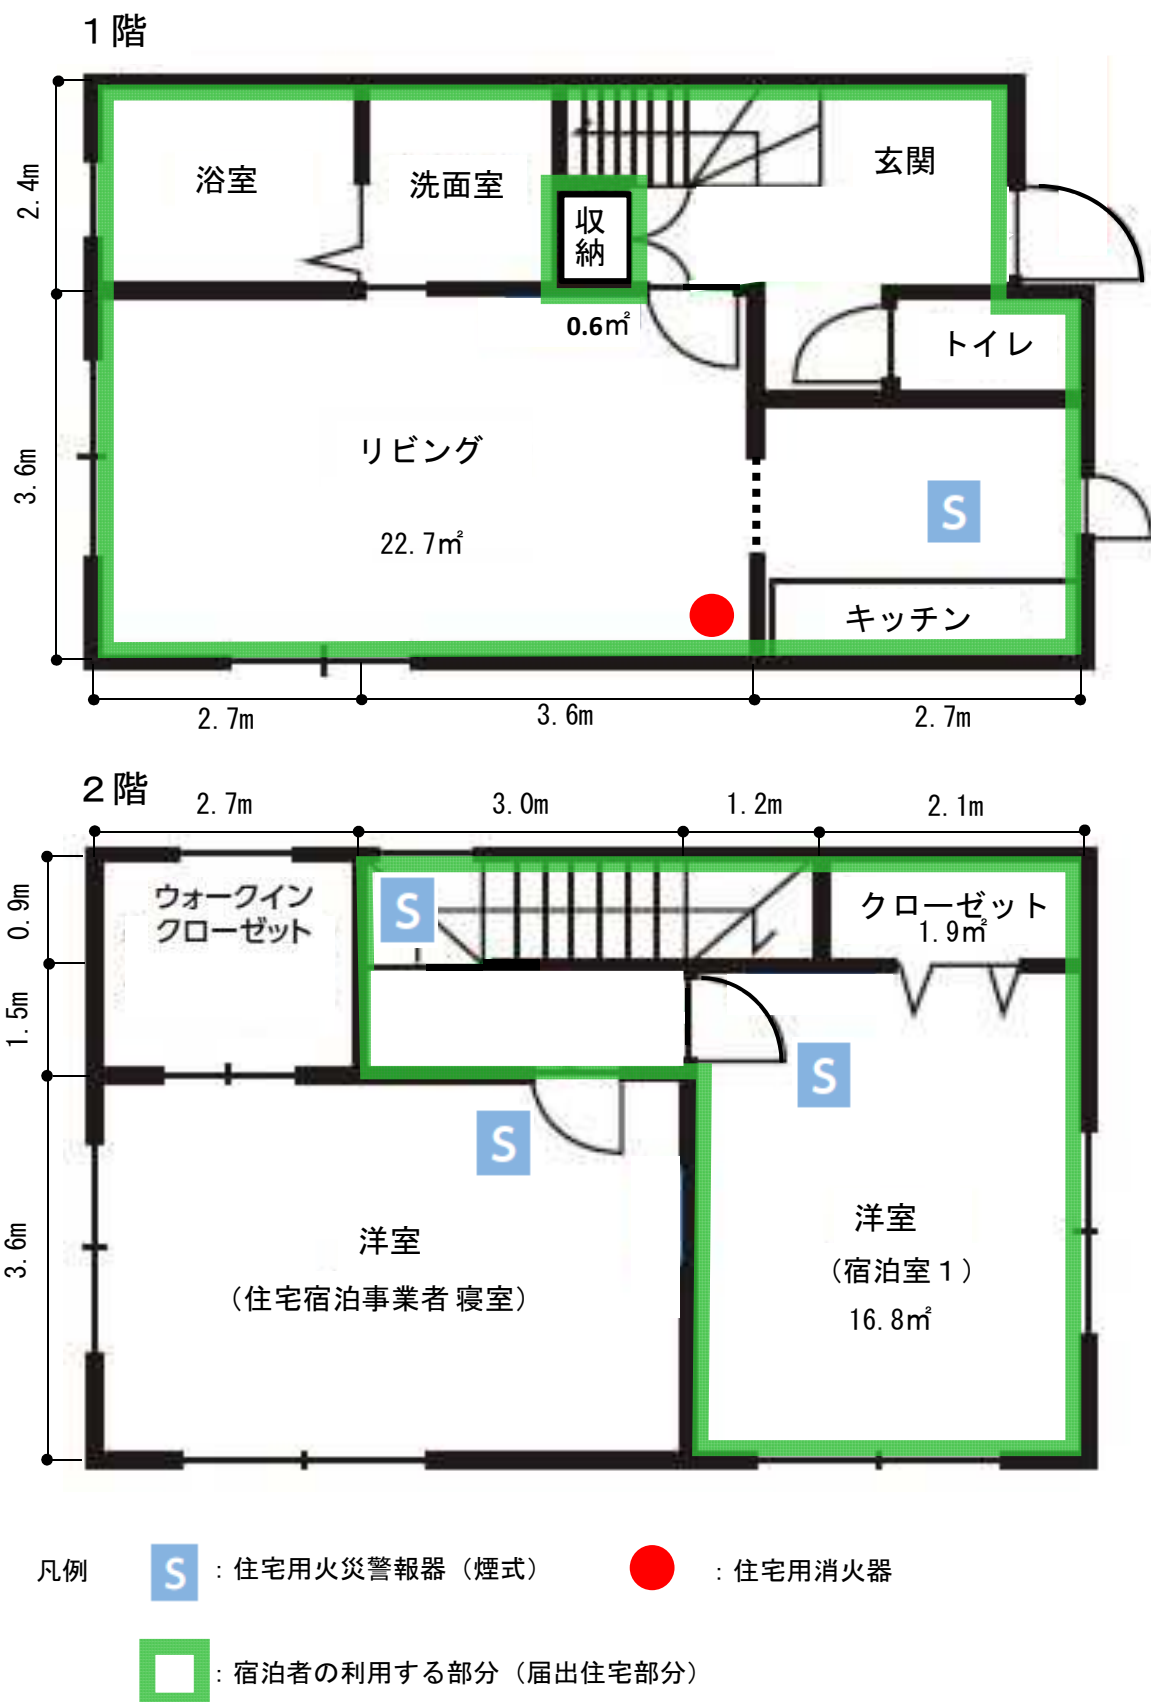 １階
2.4m
浴室
洗面室
収納
玄関
0.6㎡
トイレ
3.6m
リビング
22.7㎡
S
キッチン
2.7m
3.6m
2.7m
２階
2.7m
3.0m
1.2m
2.1m
0.9m
ウォークイン
クローゼット
S
クローゼット
1.9㎡
1.5m
S
S
3.6m
洋室
（住宅宿泊事業者寝室）
洋室
（宿泊室１）
16.8㎡
凡例
S
：住宅用火災警報器（煙式）
：住宅用消火器
：宿泊者の利用する部分（届出住宅部分）